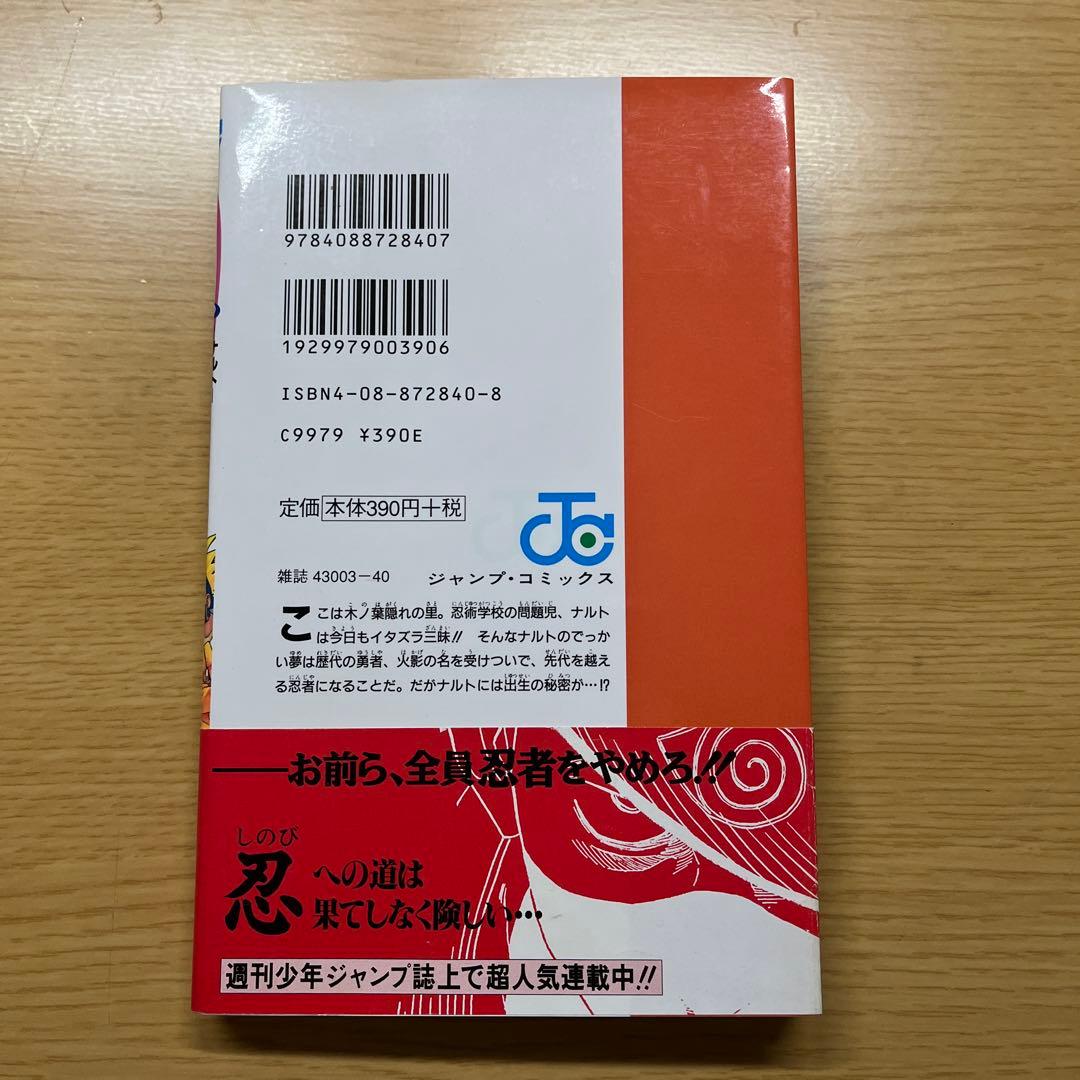 9784088728407
1929979003906
ISBN4-08-872840-8
C9979 ¥390E
定価 本体390円+税
雑誌 43003-40
ジャンプ・コミックス
ここは木ノ葉隠れの里。忍術学校の問題児、ナルト
は今日もイタズラ三昧!! そんなナルトのでっか
い夢は歴代の勇者、火影の名を受けついで、先代を越え
る忍者になることだ。だがナルトには出生の秘密が…!?
――お前ら、全員忍者をやめろ!!
しのび
忍への道は
果てしなく険しい…
週刊少年ジャンプ誌上で超人気連載中!!